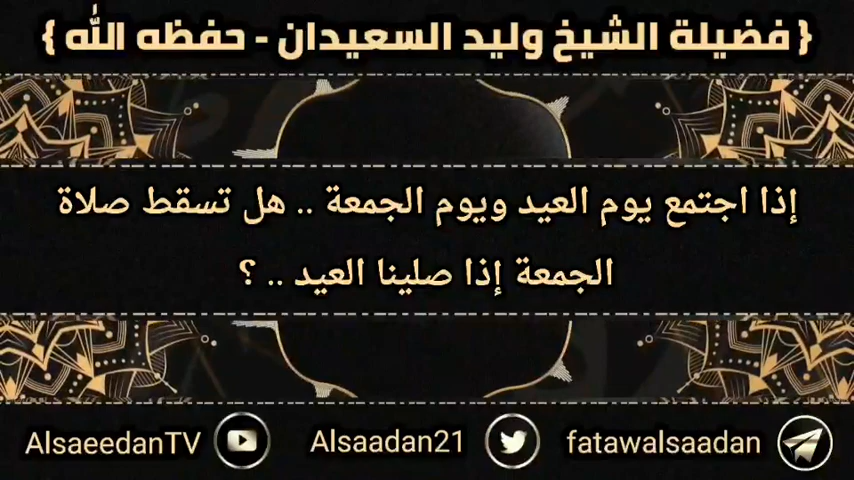 { فضيلة الشيخ وليد السعيدان - حفظه الله }
إذا اجتمع يوم العيد ويوم الجمعة .. هل تسقط صلاة
الجمعة إذا صلينا العيد .. ؟
AlsaeedanTV Alsaadan21 fatawalsaadan